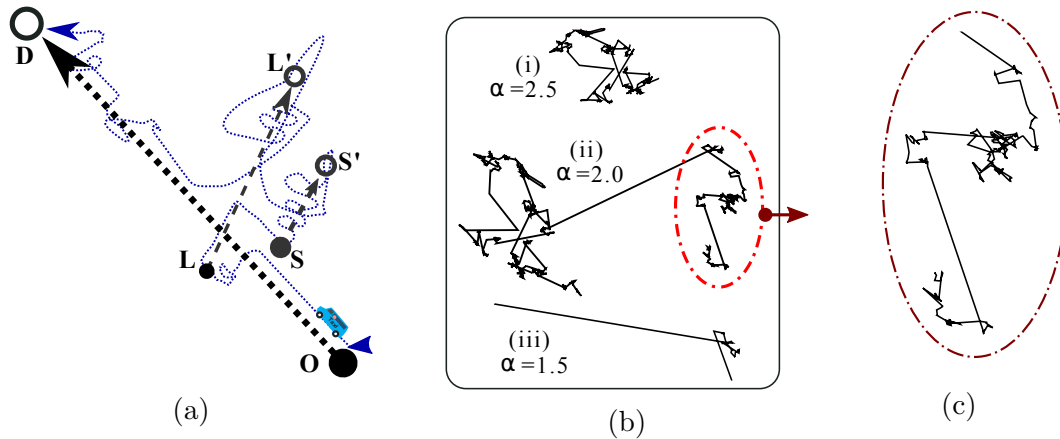 D
L'
S'
L
S
O
(a)
(i)
α=2.5
(ii)
α=2.0
(iii)
α=1.5
(b)
(c)